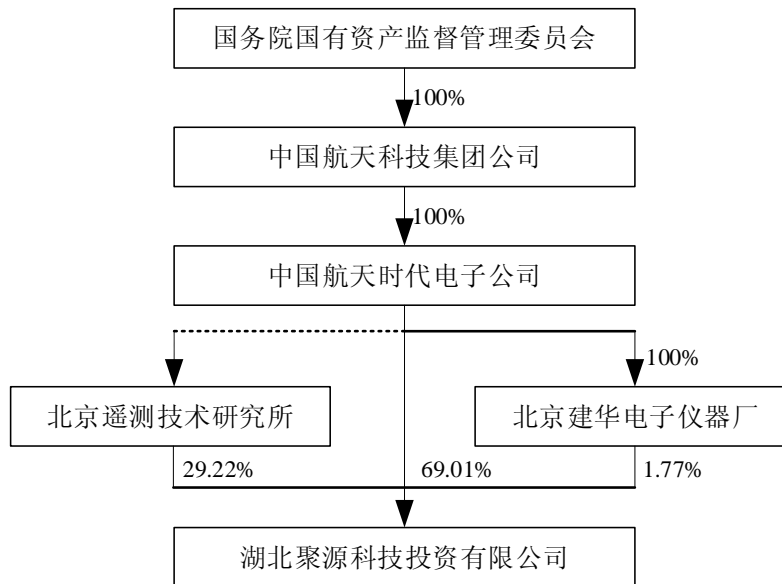 国务院国有资产监督管理委员会
100%
中国航天科技集团公司
100%
中国航天时代电子公司
100%
北京遥测技术研究所
北京建华电子仪器厂
29.22%
69.01%
1.77%
湖北聚源科技投资有限公司